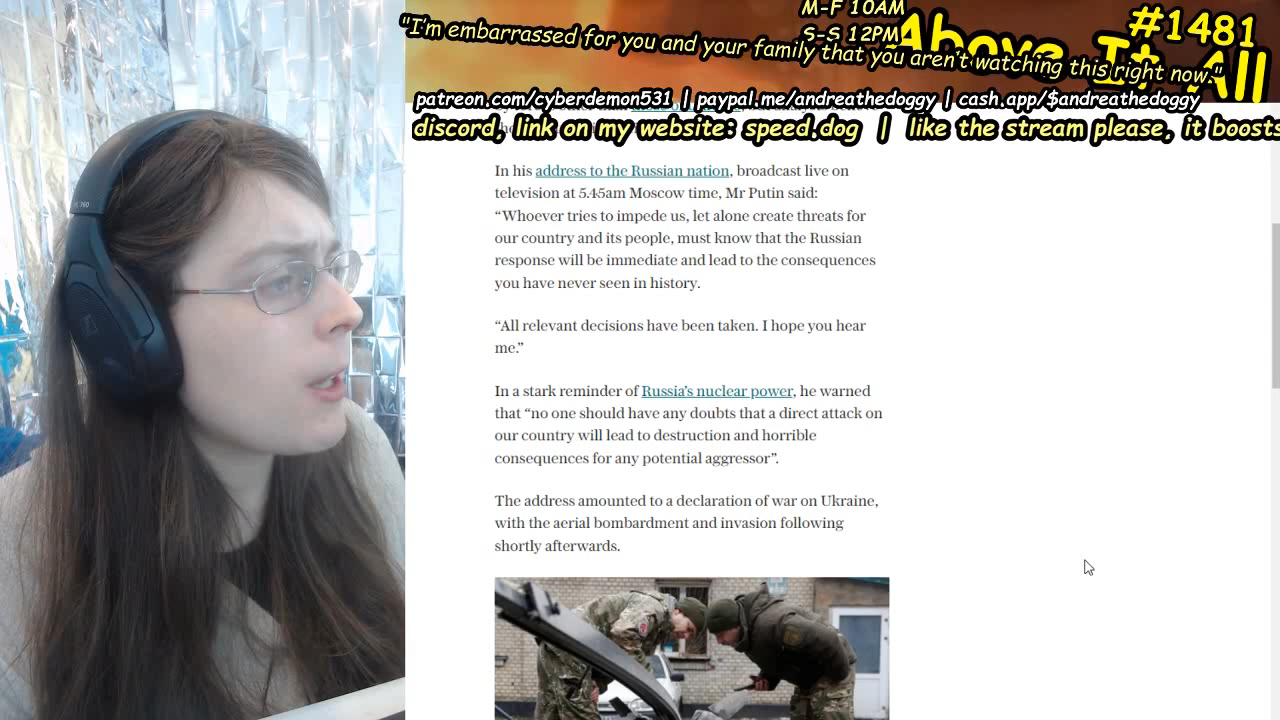 M-F 10AM
S-S 12PM
#1481
Above It All
"I'm embarrassed for you and your family that you aren't watching this right now."
patreon.com/cyberdemon531 | paypal.me/andreathedoggy | cash.app/$andreathedoggy
discord, link on my website: speed.dog | like the stream please, it boosts
In his address to the Russian nation, broadcast live on
television at 5.45am Moscow time, Mr Putin said:
“Whoever tries to impede us, let alone create threats for
our country and its people, must know that the Russian
response will be immediate and lead to the consequences
you have never seen in history.
“All relevant decisions have been taken. I hope you hear
me.”
In a stark reminder of Russia’s nuclear power, he warned
that “no one should have any doubts that a direct attack on
our country will lead to destruction and horrible
consequences for any potential aggressor”.
The address amounted to a declaration of war on Ukraine,
with the aerial bombardment and invasion following
shortly afterwards.